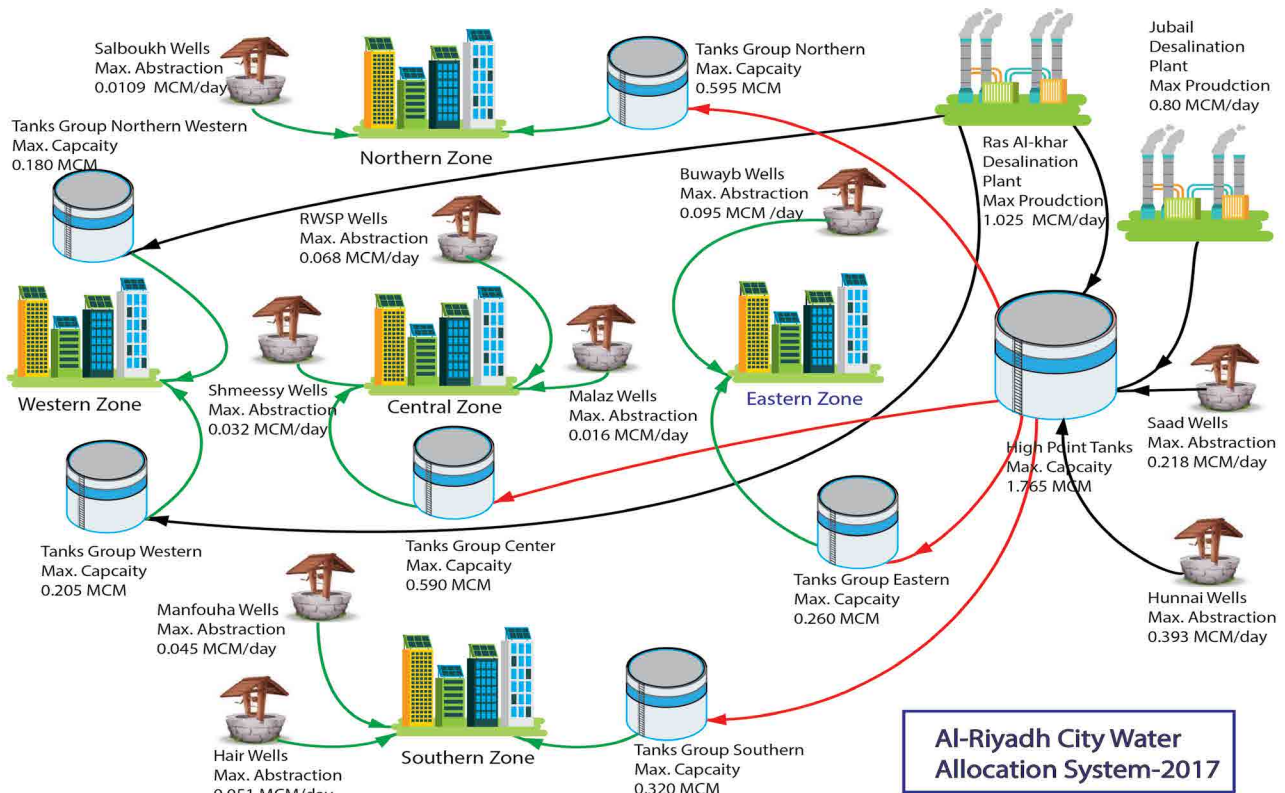 Salboukh Wells
Max. Abstraction
0.0109 MCM/day
Tanks Group Northern
Max. Capcaity
0.595 MCM
Jubail
Desalination
Plant
Max Proudction
0.80 MCM/day
Tanks Group Northern Western
Max. Capcaity
0.180 MCM
Northern Zone
Ras Al-khar
Desalination
Plant
Max Proudction
1.025 MCM/day
Buwayb Wells
Max. Abstraction
0.095 MCM /day
RWSP Wells
Max. Abstraction
0.068 MCM/day
Western Zone
Shmeessy Wells
Max. Abstraction
0.032 MCM/day
Central Zone
Malaz Wells
Max. Abstraction
0.016 MCM/day
Eastern Zone
High Point Tanks
Max. Capcaity
1.765 MCM
Saad Wells
Max. Abstraction
0.218 MCM/day
Tanks Group Western
Max. Capcaity
0.205 MCM
Tanks Group Center
Max. Capcaity
0.590 MCM
Tanks Group Eastern
Max. Capcaity
0.260 MCM
Hunnai Wells
Max. Abstraction
0.393 MCM/day
Manfouha Wells
Max. Abstraction
0.045 MCM/day
Southern Zone
Hair Wells
Max. Abstraction
0.051 MCM/day
Tanks Group Southern
Max. Capcaity
0.320 MCM
Al-Riyadh City Water
Allocation System-2017